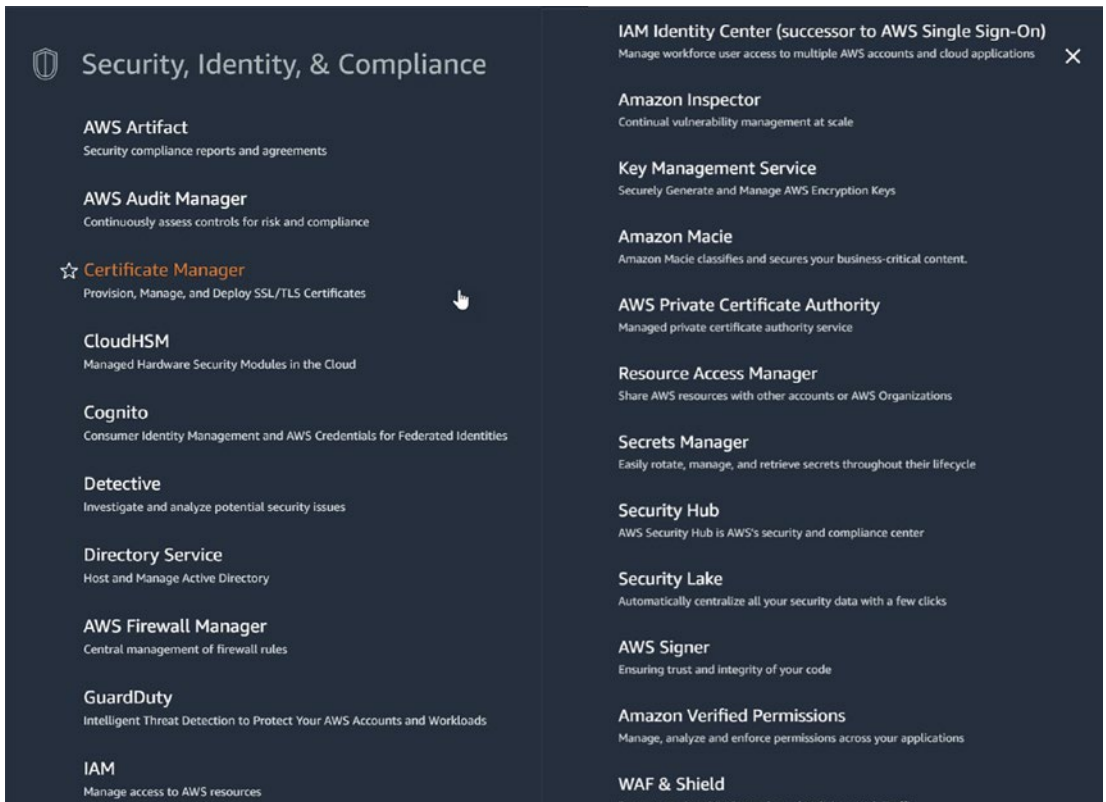 Security, Identity, & Compliance
AWS Artifact
Security compliance reports and agreements
AWS Audit Manager
Continuously assess controls for risk and compliance
Certificate Manager
Provision, Manage, and Deploy SSL/TLS Certificates
CloudHSM
Managed Hardware Security Modules in the Cloud
Cognito
Consumer Identity Management and AWS Credentials for Federated Identities
Detective
Investigate and analyze potential security issues
Directory Service
Host and Manage Active Directory
AWS Firewall Manager
Central management of firewall rules
GuardDuty
Intelligent Threat Detection to Protect Your AWS Accounts and Workloads
IAM
Manage access to AWS resources
IAM Identity Center (successor to AWS Single Sign-On)
Manage workforce user access to multiple AWS accounts and cloud applications
Amazon Inspector
Continual vulnerability management at scale
Key Management Service
Securely Generate and Manage AWS Encryption Keys
Amazon Macie
Amazon Macie classifies and secures your business-critical content.
AWS Private Certificate Authority
Managed private certificate authority service
Resource Access Manager
Share AWS resources with other accounts or AWS Organizations
Secrets Manager
Easily rotate, manage, and retrieve secrets throughout their lifecycle
Security Hub
AWS Security Hub is AWS's security and compliance center
Security Lake
Automatically centralize all your security data with a few clicks
AWS Signer
Ensuring trust and integrity of your code
Amazon Verified Permissions
Manage, analyze and enforce permissions across your applications
WAF & Shield